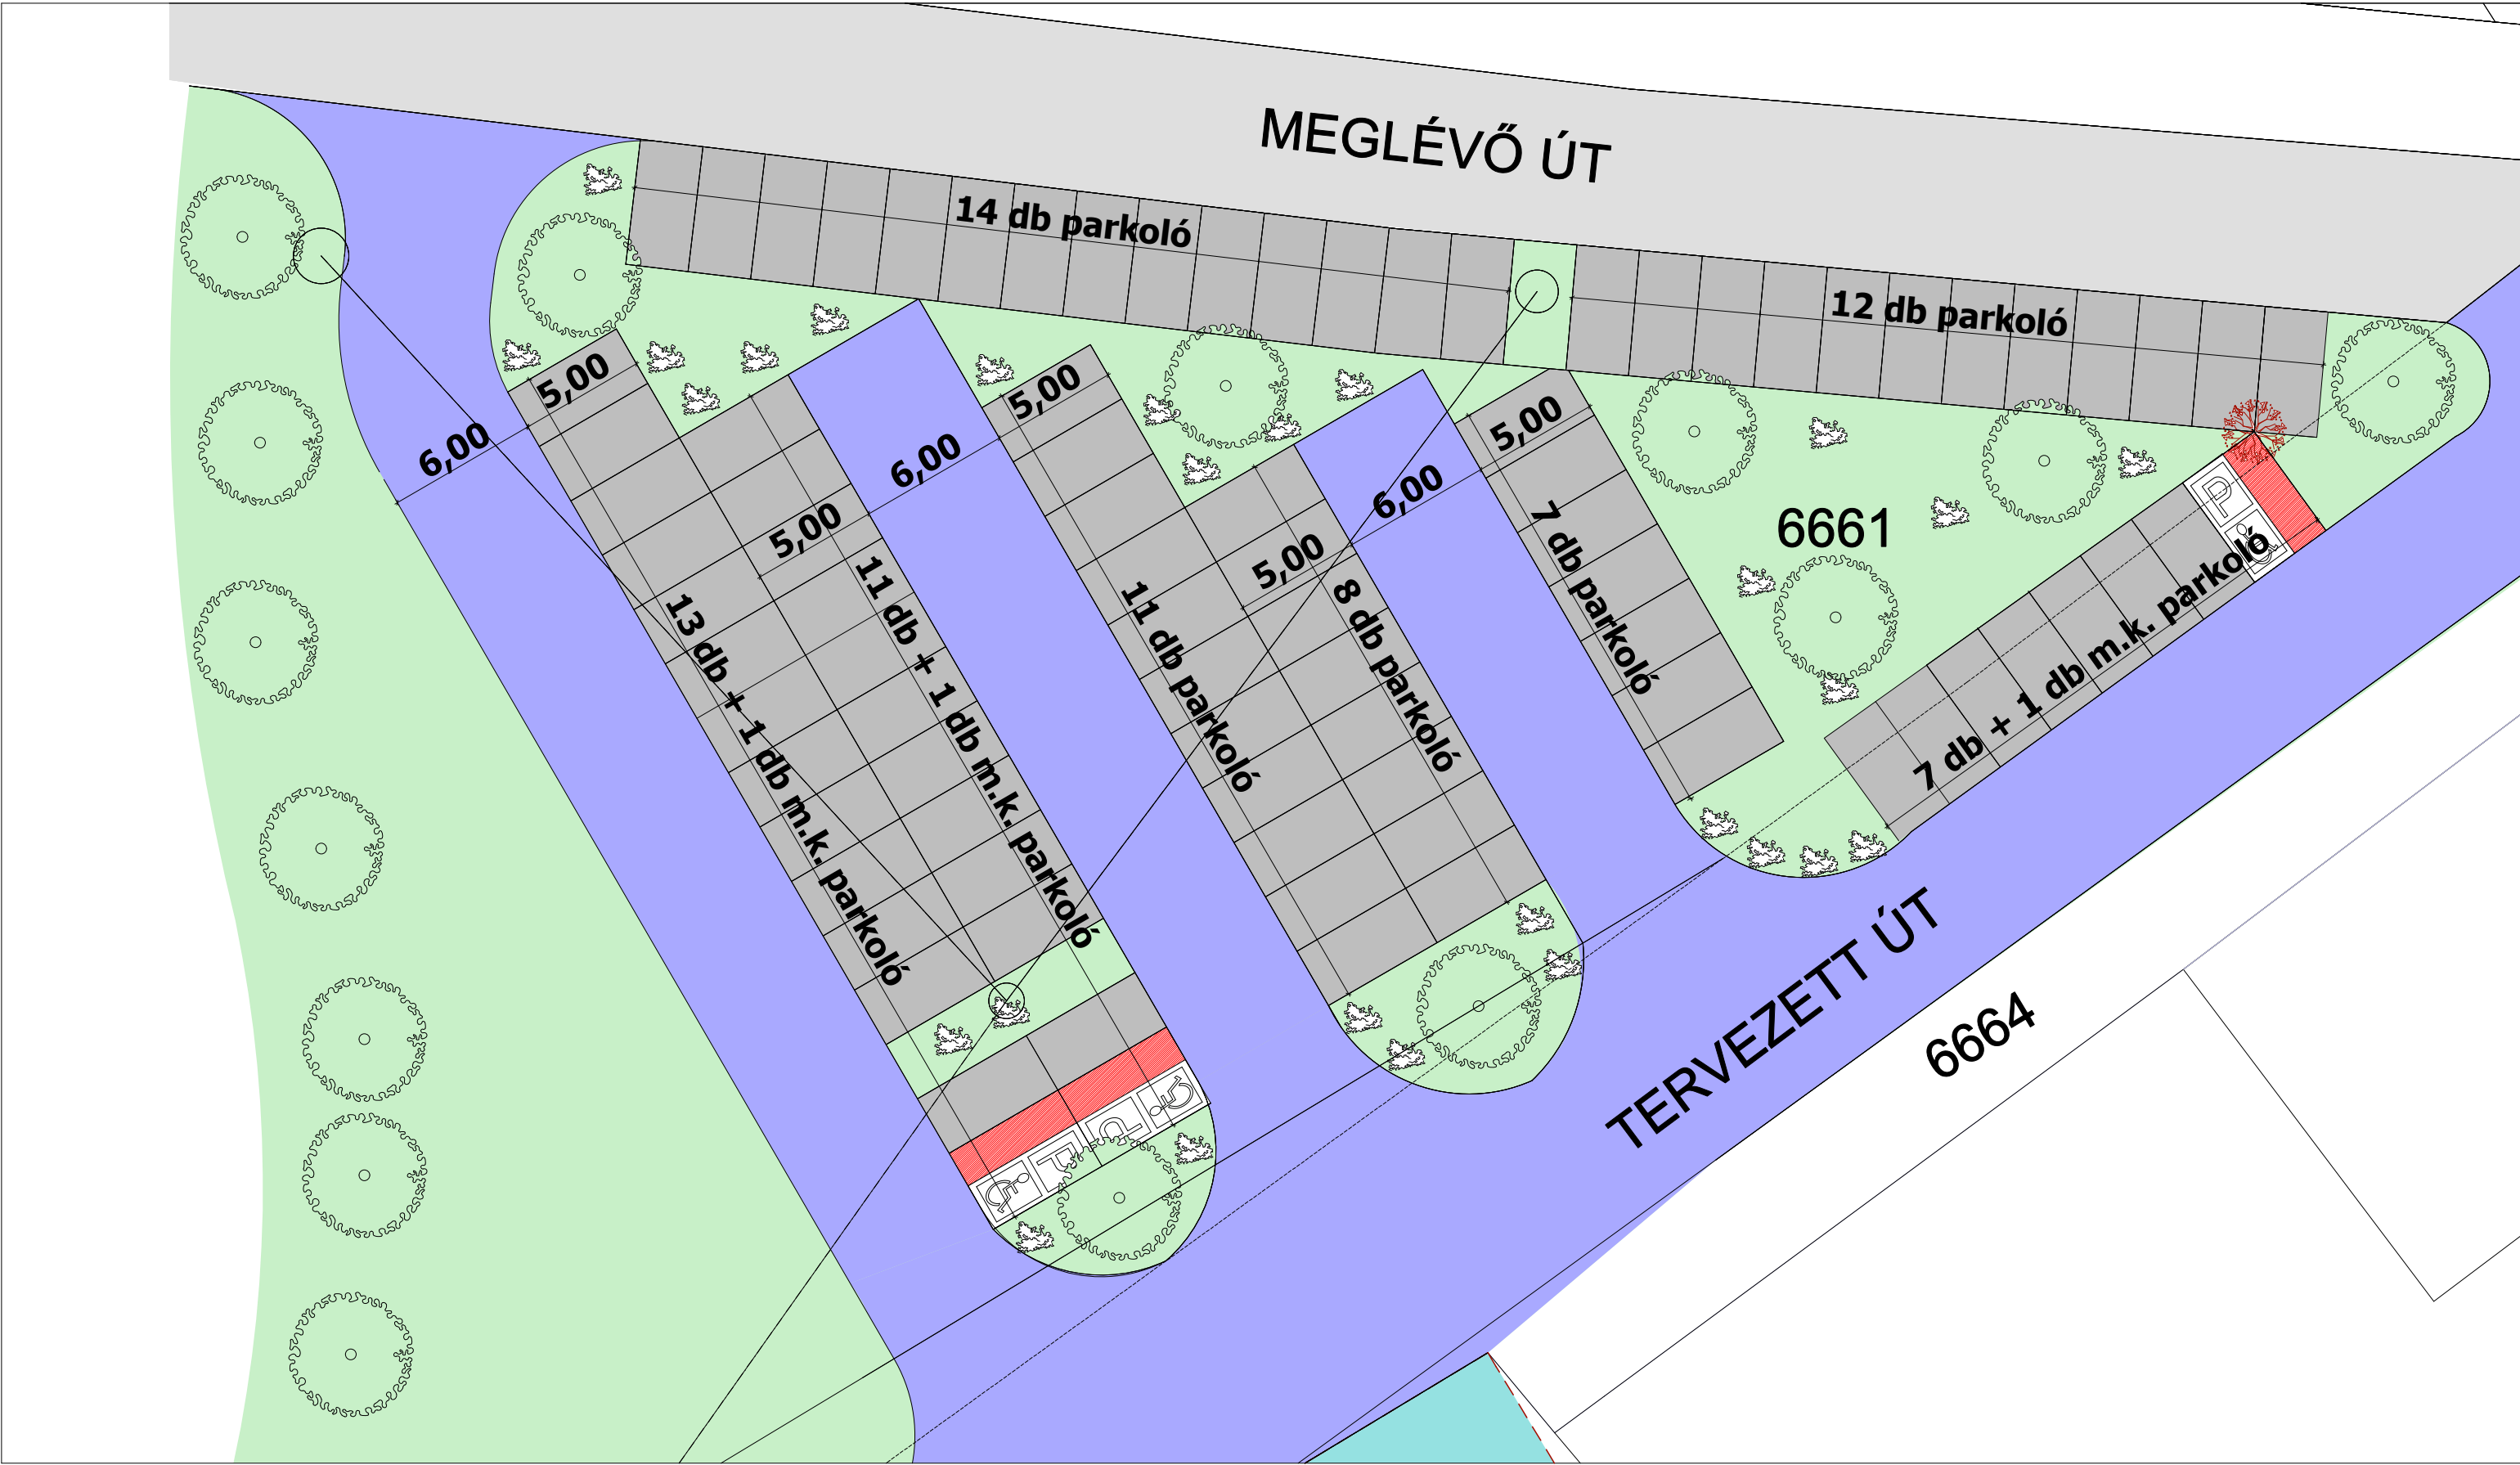 MEGLÉVŐ ÚT
14 db parkoló
12 db parkoló
5,00
6,00
5,00
6,00
5,00
6,00
5,00
5,00
6661
13 db + 1 db m.k. parkoló
11 db + 1 db m.k. parkoló
11 db parkoló
8 db parkoló
7 db parkoló
7 db + 1 db m.k. parkoló
P
P
P
TERVEZETT ÚT
6664